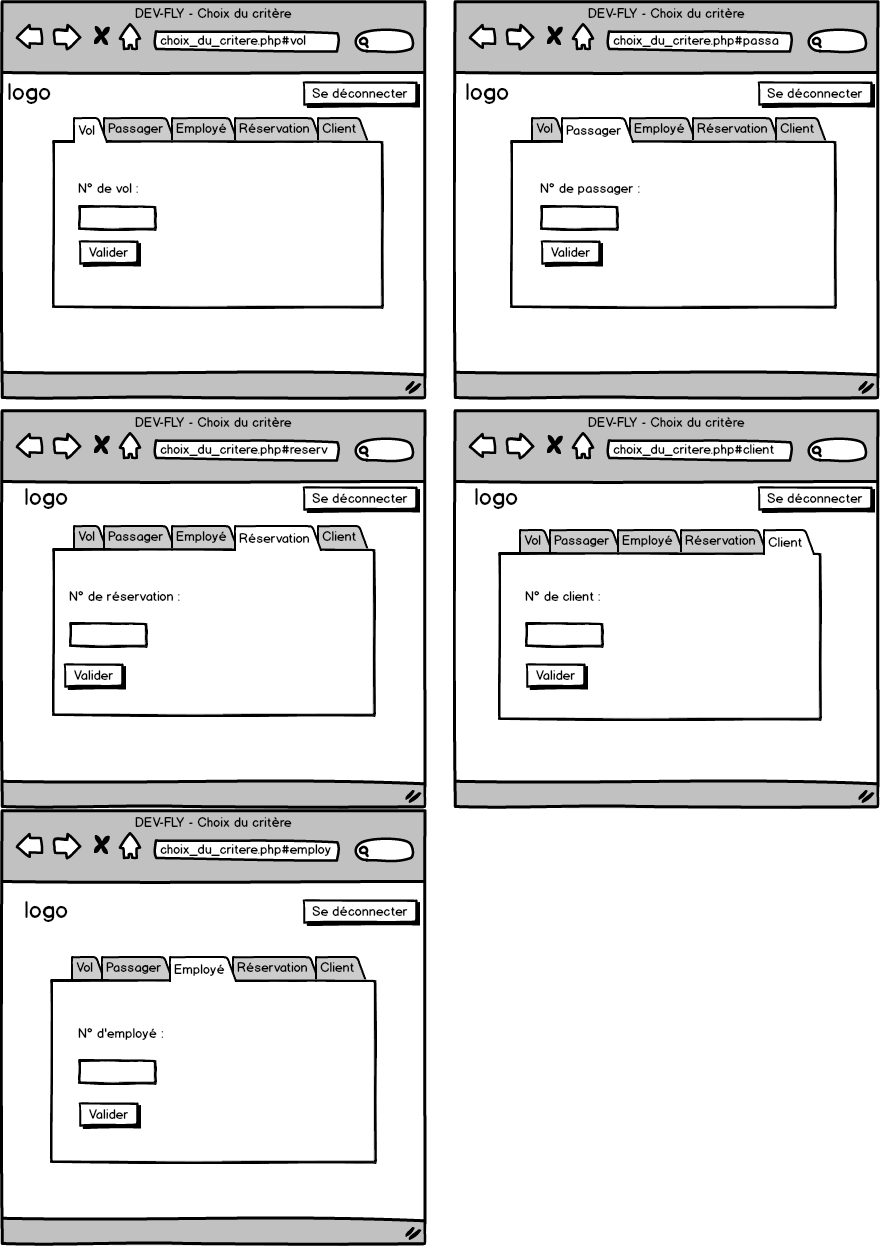 DEV-FLY - Choix du critère
choix_du_critere.php#vol
logo
Se déconnecter
Vol Passager Employé Réservation Client
N° de vol :
Valider
DEV-FLY - Choix du critère
choix_du_critere.php#passa
logo
Se déconnecter
Vol Passager Employé Réservation Client
N° de passager :
Valider
DEV-FLY - Choix du critère
choix_du_critere.php#reserv
logo
Se déconnecter
Vol Passager Employé Réservation Client
N° de réservation :
Valider
DEV-FLY - Choix du critère
choix_du_critere.php#client
logo
Se déconnecter
Vol Passager Employé Réservation Client
N° de client :
Valider
DEV-FLY - Choix du critère
choix_du_critere.php#employ
logo
Se déconnecter
Vol Passager Employé Réservation Client
N° d'employé :
Valider